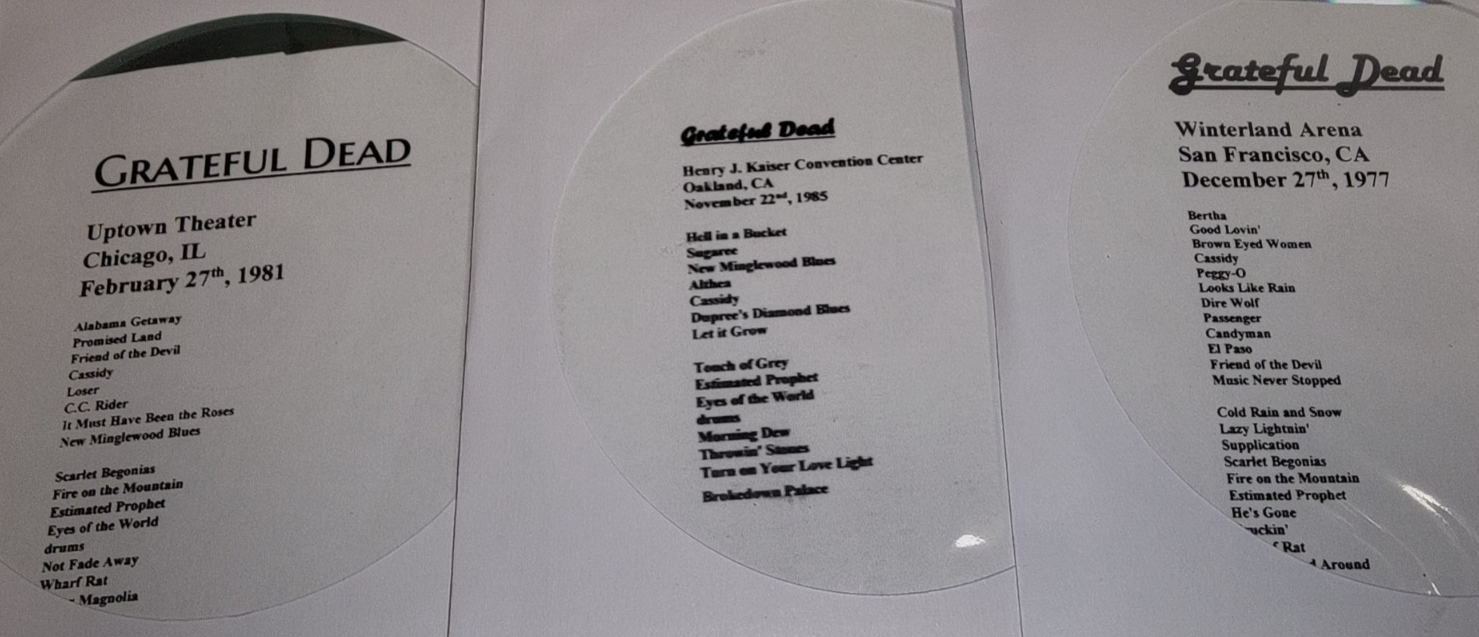 GRATEFUL DEAD
Uptown Theater
Chicago, IL
February 27th, 1981
Alabama Getaway
Promised Land
Friend of the Devil
Cassidy
Loser
C.C. Rider
It Must Have Been the Roses
New Minglewood Blues
Scarlet Begonias
Fire on the Mountain
Estimated Prophet
Eyes of the World
drums
Not Fade Away
Wharf Rat
Magnolia
Grateful Dead
Henry J. Kaiser Convention Center
Oakland, CA
November 22nd, 1985
Hell in a Bucket
Sugaree
New Minglewood Blues
Althea
Cassidy
Dupree's Diamond Blues
Let it Grow
Touch of Grey
Estimated Prophet
Eyes of the World
drums
Morning Dew
Throwin' Stones
Turn on Your Love Light
Brokedown Palace
Grateful Dead
Winterland Arena
San Francisco, CA
December 27th, 1977
Bertha
Good Lovin'
Brown Eyed Women
Cassidy
Peggy-O
Looks Like Rain
Dire Wolf
Passenger
Candyman
El Paso
Friend of the Devil
Music Never Stopped
Cold Rain and Snow
Lazy Lightnin'
Supplication
Scarlet Begonias
Fire on the Mountain
Estimated Prophet
He's Gone
uckin'
Rat
Around